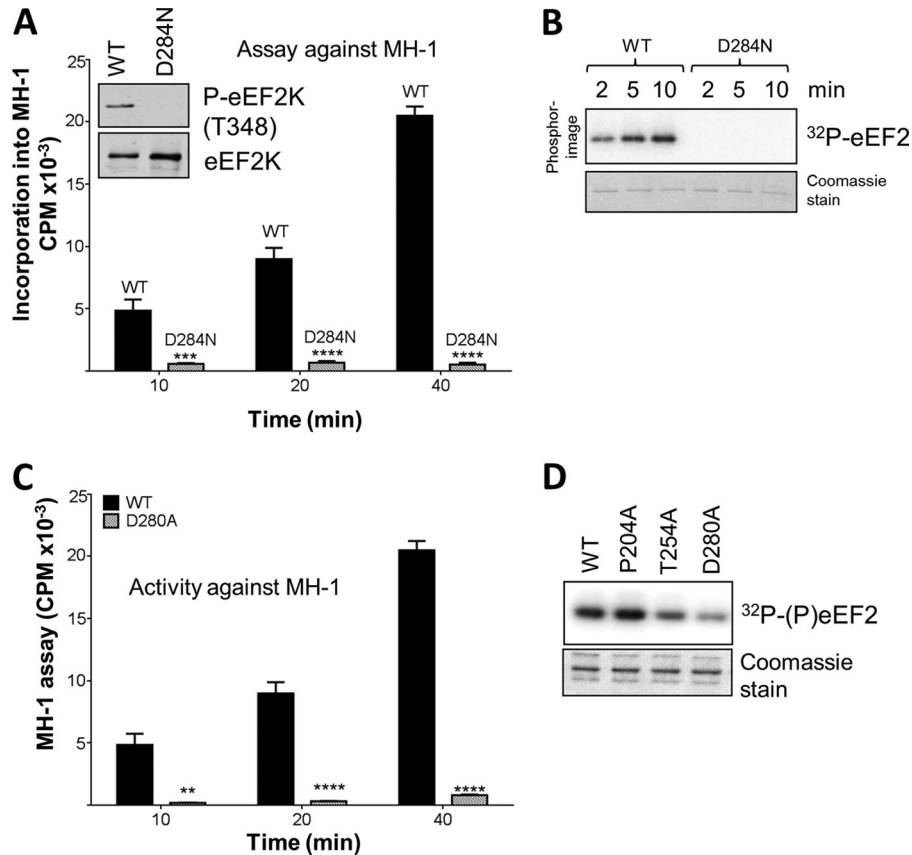 A
WT
D284N
Assay against MH-1
P-eEF2K
(T348)
eEF2K
Incorporation into MH-1
CPM x10-3
25
20
15
10
5
WT
D284N
***
WT
D284N
****
WT
D284N
****
10
20
40
Time (min)
B
WT
D284N
2 5 10 2 5 10 min
Phosphor-
image
32P-eEF2
Coomassie
stain
C
WT
D280A
Activity against MH-1
MH-1 assay (CPM x10-3)
25
20
15
10
5
**
****
****
10
20
40
Time (min)
D
WT
P204A
T254A
D280A
32P-(P)eEF2
Coomassie
stain